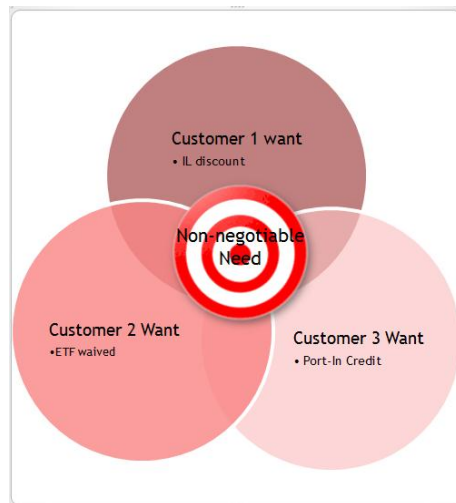 Customer 1 want
• IL discount
Non-negotiable
Need
Customer 2 Want
•ETF waived
Customer 3 Want
• Port-In Credit